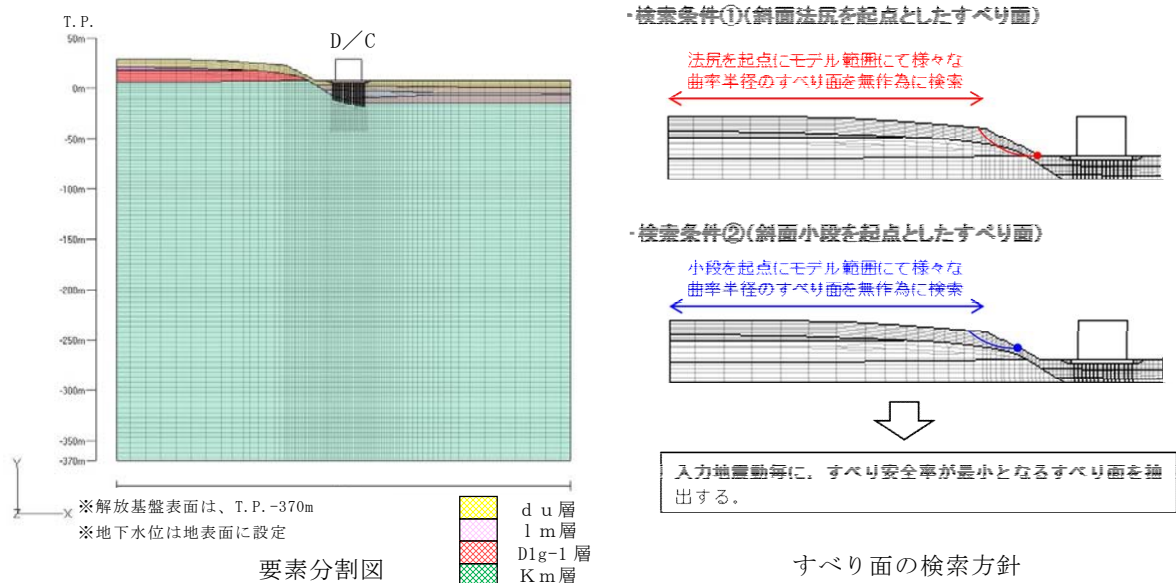 T.P.
50m
0m
-50m
-100m
-150m
-200m
-250m
-300m
-350m
-370m
D／C
Y
Z
X
※解放基盤表面は、T.P.-370m
※地下水位は地表面に設定
ｄｕ層
ｌｍ層
D1g-1 層
Ｋｍ層
要素分割図
・検索条件①(斜面法尻を起点としたすべり面)
法尻を起点にモデル範囲にて様々な
曲率半径のすべり面を無作為に検索
・検索条件②(斜面小段を起点としたすべり面)
小段を起点にモデル範囲にて様々な
曲率半径のすべり面を無作為に検索
入力地震動毎に、すべり安全率が最小となるすべり面を抽
出する。
すべり面の検索方針